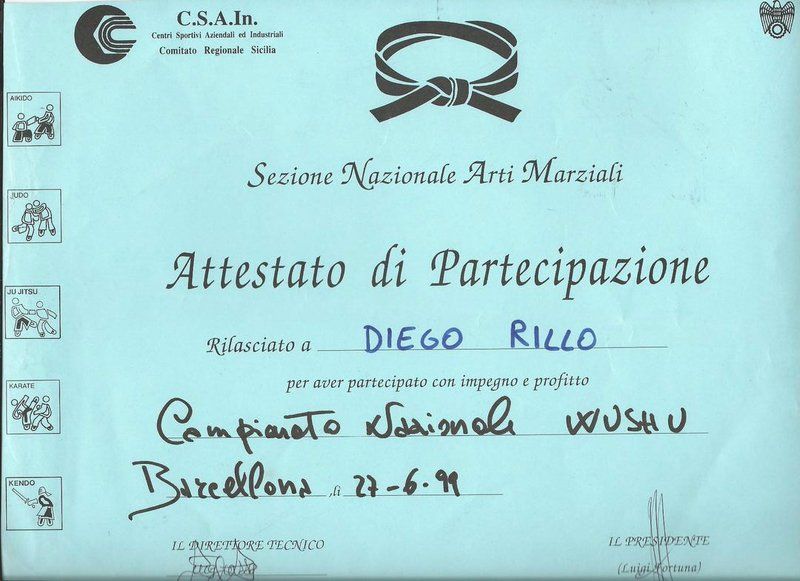 C.S.A.In.
Centri Sportivi Aziendali ed Industriali
Comitato Regionale Sicilia
AIKIDO
JUDO
JU JITSU
KARATE
KENDO
Sezione Nazionale Arti Marziali
Attestato di Partecipazione
Rilasciato a DIEGO RILLO
per aver partecipato con impegno e profitto
Campionato Nazionale WUSHU
Barcellona ,li 27-6-99
IL DIRETTORE TECNICO
IL PRESIDENTE
(Luigi Fortuna)